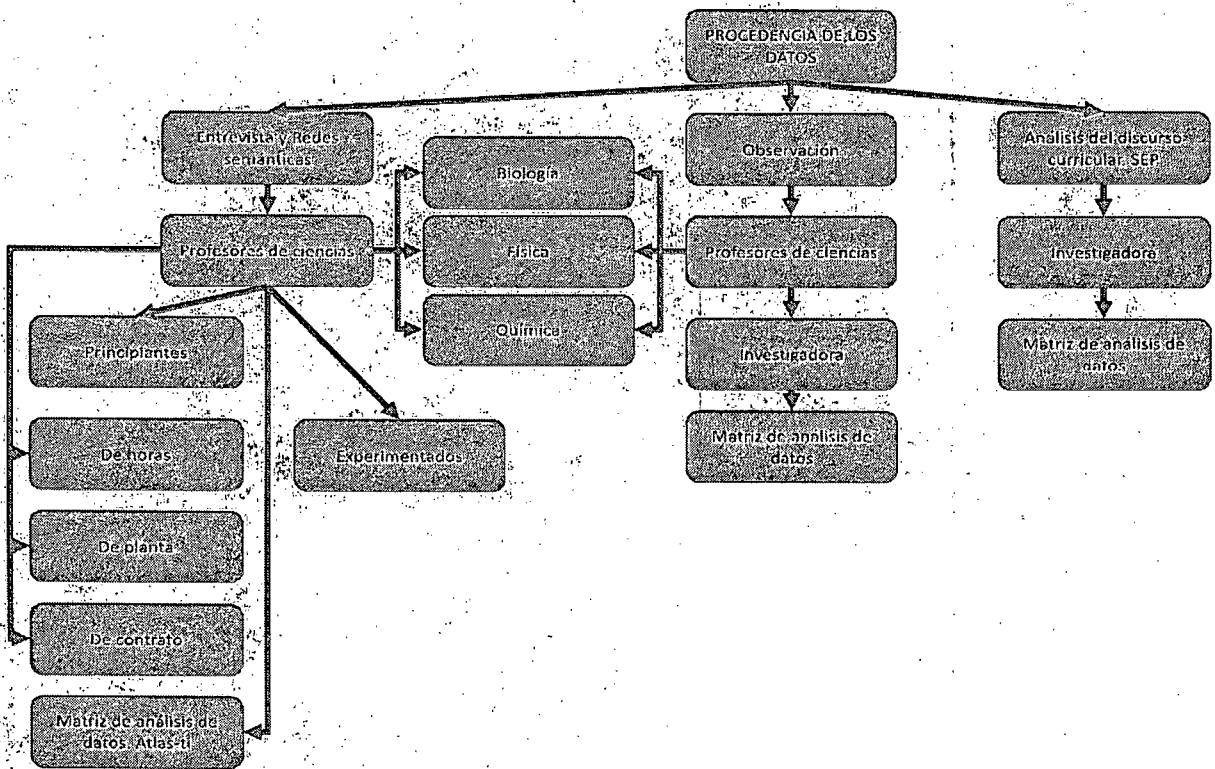 PROCEDENCIA DE LOS
DATOS
Entrevista y Redes
semánticas
Observación
Análisis del discurso
curricular. SEP
Biología
Profesores de ciencias
Física
Profesores de ciencias
Investigadora
Química
Principiantes
Investigadora
Matriz de análisis de
datos
De horas
Experimentados
Matriz de análisis de
datos
De planta
De contrato
Matriz de análisis de
datos. Atlas-ti